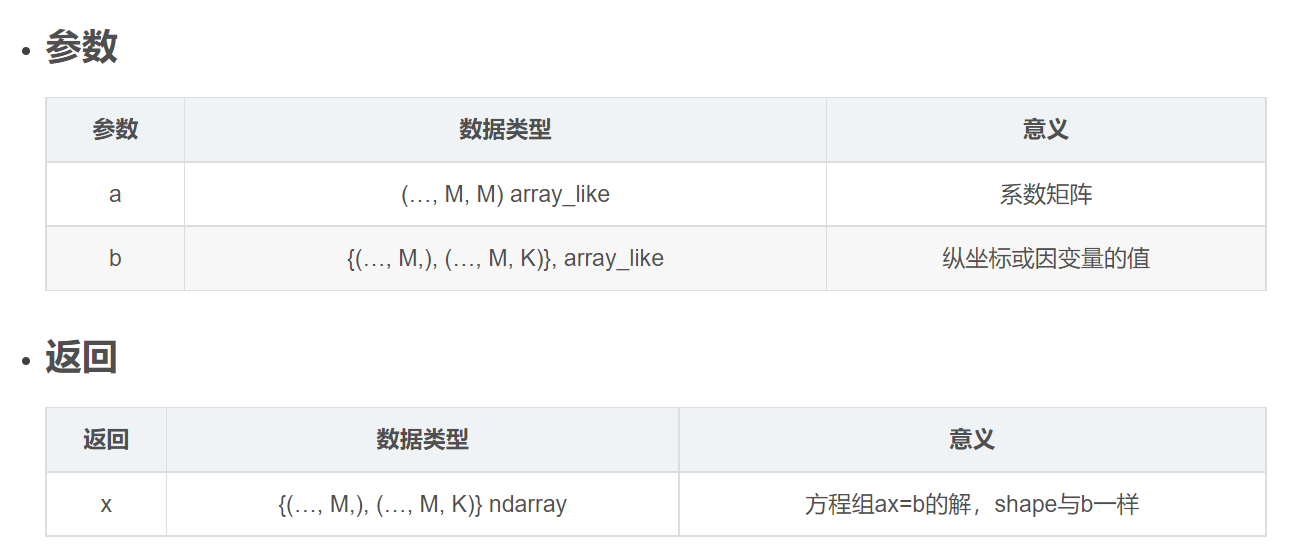 参数
参数 数据类型 意义
a (…, M, M) array_like 系数矩阵
b {(…, M,), (…, M, K)}, array_like 纵坐标或因变量的值
返回
返回 数据类型 意义
x {(…, M,), (…, M, K)} ndarray 方程组ax=b的解，shape与b一样